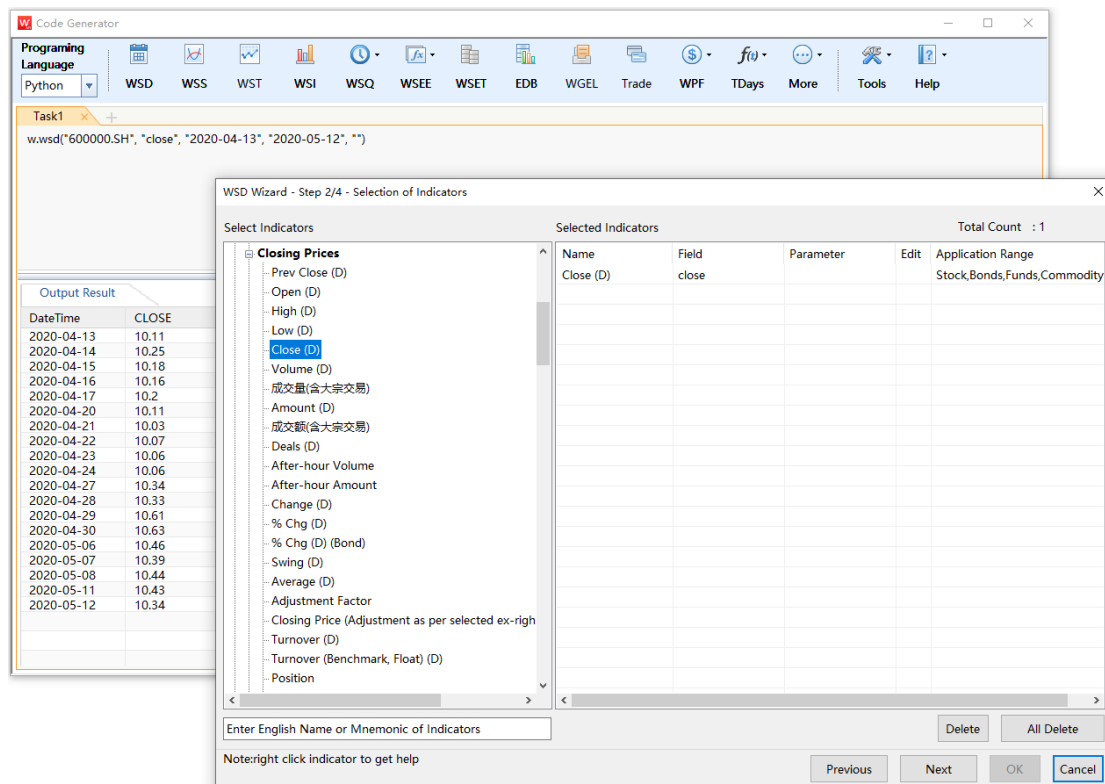 Code Generator
Programing
Language
Python
WSD WSS WST WSI WSQ WSEE WSET EDB WGEL Trade WPF TDays More Tools Help
Task1
w.wsd("600000.SH", "close", "2020-04-13", "2020-05-12", "")
Output Result
DateTime CLOSE
2020-04-13 10.11
2020-04-14 10.25
2020-04-15 10.18
2020-04-16 10.16
2020-04-17 10.2
2020-04-20 10.11
2020-04-21 10.03
2020-04-22 10.07
2020-04-23 10.06
2020-04-24 10.06
2020-04-27 10.34
2020-04-28 10.33
2020-04-29 10.61
2020-04-30 10.63
2020-05-06 10.46
2020-05-07 10.39
2020-05-08 10.44
2020-05-11 10.43
2020-05-12 10.34
WSD Wizard - Step 2/4 - Selection of Indicators
Select Indicators
Closing Prices
Prev Close (D)
Open (D)
High (D)
Low (D)
Close (D)
Volume (D)
成交量(含大宗交易)
Amount (D)
成交额(含大宗交易)
Deals (D)
After-hour Volume
After-hour Amount
Change (D)
% Chg (D)
% Chg (D) (Bond)
Swing (D)
Average (D)
Adjustment Factor
Closing Price (Adjustment as per selected ex-righ
Turnover (D)
Turnover (Benchmark, Float) (D)
Position
Selected Indicators Total Count : 1
Name Field Parameter Edit Application Range
Close (D) close Stock,Bonds,Funds,Commodity
Enter English Name or Mnemonic of Indicators
Delete All Delete
Note:right click indicator to get help
Previous Next OK Cancel